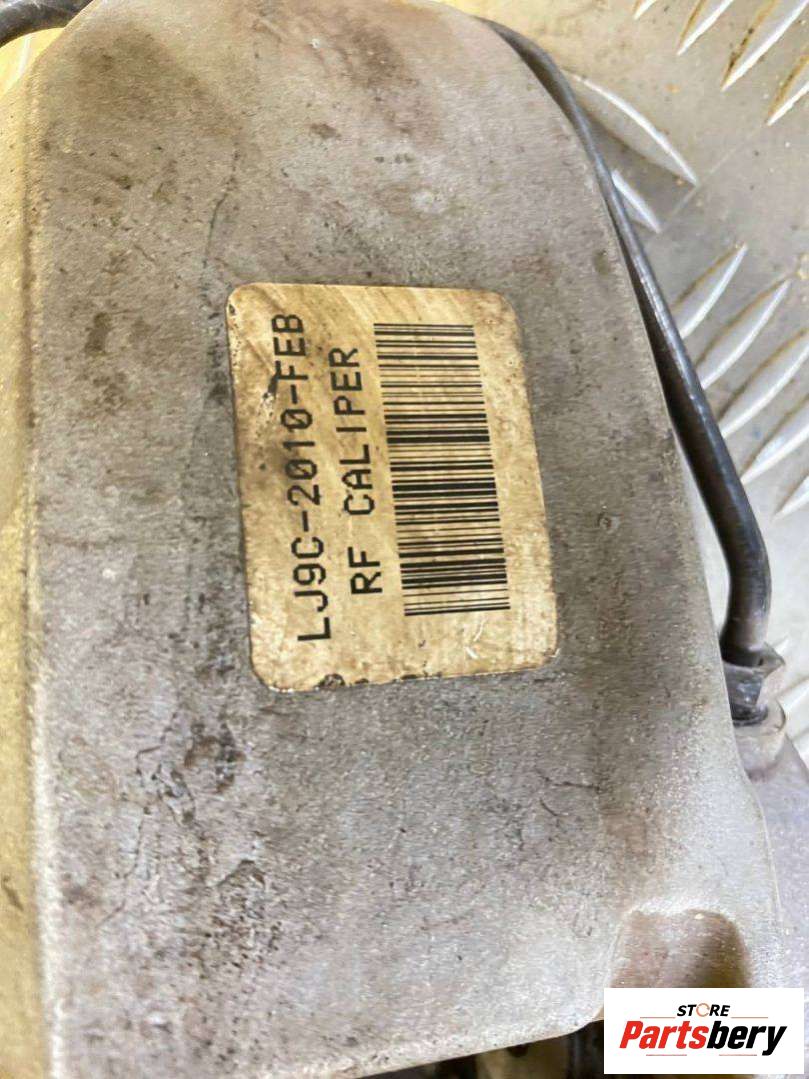 LJ9C-2010-FEB
RF CALIPER
STORE
Partsbery